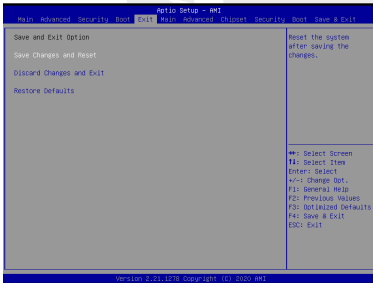 Aptio Setup – AMI
Main Advanced Security Boot Exit Main Advanced Chipset Security Boot Save & Exit
Save and Exit Option
Save Changes and Reset
Discard Changes and Exit
Restore Defaults
Reset the system
after saving the
changes.
↔: Select Screen
↑↓: Select Item
Enter: Select
+/-: Change Opt.
F1: General Help
F2: Previous Values
F3: Optimized Defaults
F4: Save & Exit
ESC: Exit
Version 2.21.1278 Copyright (C) 2020 AMI